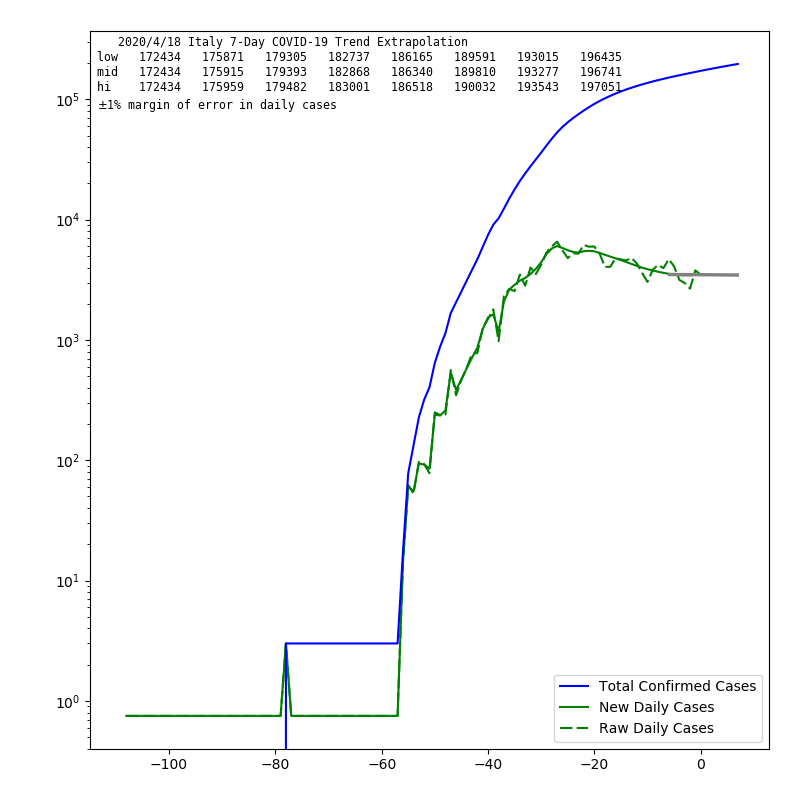 2020/4/18 Italy 7-Day COVID-19 Trend Extrapolation
low 172434 175871 179305 182737 186165 189591 193015 196435
mid 172434 175915 179393 182868 186340 189810 193277 196741
hi 172434 175959 179482 183001 186518 190032 193543 197051
±1% margin of error in daily cases
10⁵
10⁴
10³
10²
10¹
10⁰
Total Confirmed Cases
New Daily Cases
Raw Daily Cases
−100 −80 −60 −40 −20 0